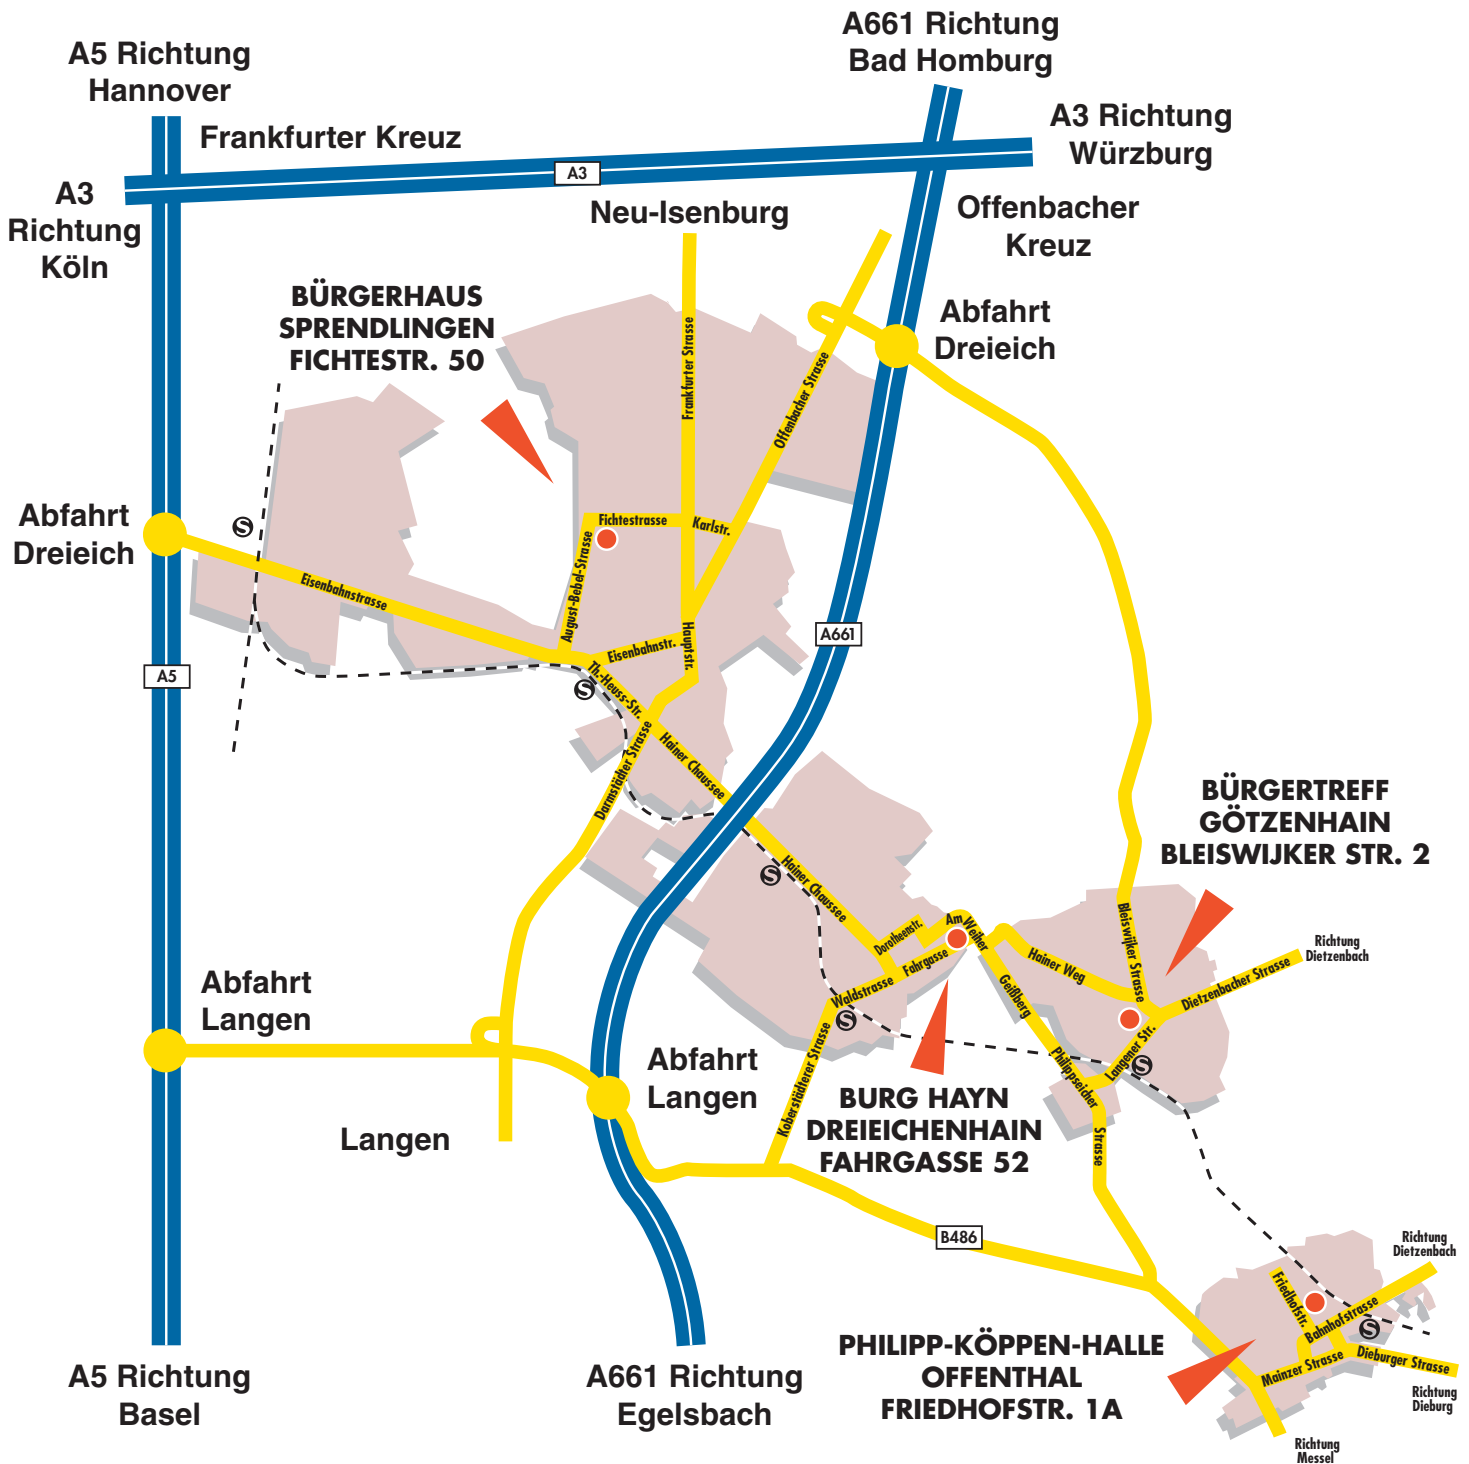 A661 Richtung
Bad Homburg
A5 Richtung
Hannover
A3 Richtung
Würzburg
Frankfurter Kreuz
A3
A3
Richtung
Köln
Neu-Isenburg
Offenbacher
Kreuz
BÜRGERHAUS
SPRENDLINGEN
FICHTESTR. 50
Abfahrt
Dreieich
Frankfurter Strasse
Offenbacher Strasse
Abfahrt
Dreieich
S
Fichtestrasse
Karlstr.
August-Bebel-Strasse
Eisenbahnstrasse
Eisenbahnstr.
Hauptstr.
A661
A5
Th.-Heuss-Str.
S
Darmstädter Strasse
Hainer Chaussee
BÜRGERTREFF
GÖTZENHAIN
BLEISWIJKER STR. 2
Hainer Chaussee
S
Dorotheenstr.
Am
Weiher
Fahrgasse
Waldstrasse
S
Koberstädterer Strasse
Bleiswijker Strasse
Hainer Weg
Geißberg
Richtung
Dietzenbach
Dietzenbacher Strasse
Langener Str.
S
Philippseicher
Strasse
Abfahrt
Langen
Abfahrt
Langen
Langen
BURG HAYN
DREIEICHENHAIN
FAHRGASSE 52
B486
Richtung
Dietzenbach
Friedhofstr.
Bahnhofstrasse
S
Mainzer Strasse
Dieburger Strasse
Richtung
Dieburg
Richtung
Messel
PHILIPP-KÖPPEN-HALLE
OFFENTHAL
FRIEDHOFSTR. 1A
A5 Richtung
Basel
A661 Richtung
Egelsbach